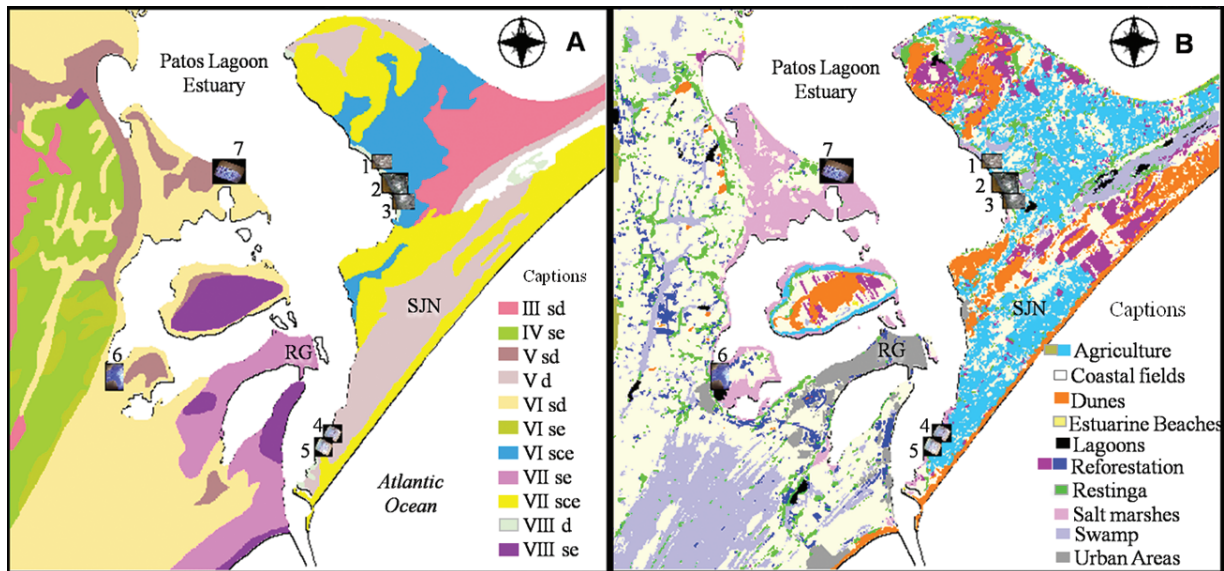 A
Patos Lagoon
Estuary
7
1
2
3
SJN
RG
6
4
5
Atlantic
Ocean
Captions
III sd
IV se
V sd
V d
VI sd
VI se
VI sce
VII se
VII sce
VIII d
VIII se
B
Patos Lagoon
Estuary
7
1
2
3
SJN
RG
6
4
5
Captions
Agriculture
Coastal fields
Dunes
Estuarine Beaches
Lagoons
Reforestation
Restinga
Salt marshes
Swamp
Urban Areas